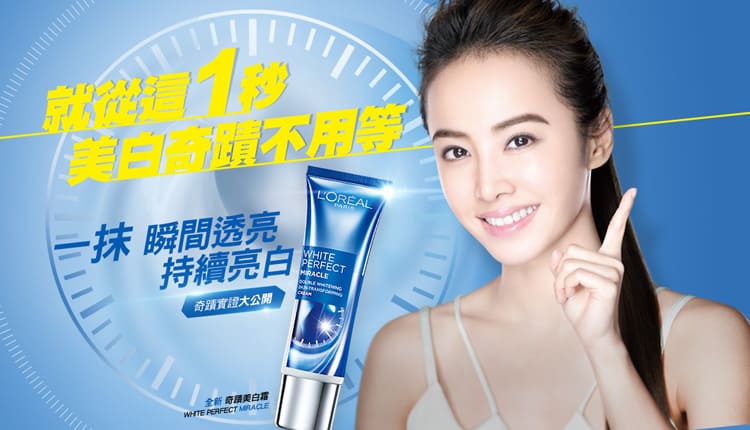 就從這1秒
美白奇蹟不用等
一抹 瞬間透亮
持續亮白
奇蹟實證大公開
L'ORÉAL
PARIS
WHITE
PERFECT
MIRACLE
DOUBLE WHITENING
SKIN TRANSFORMING
CREAM
全新 奇蹟美白霜
WHITE PERFECT MIRACLE